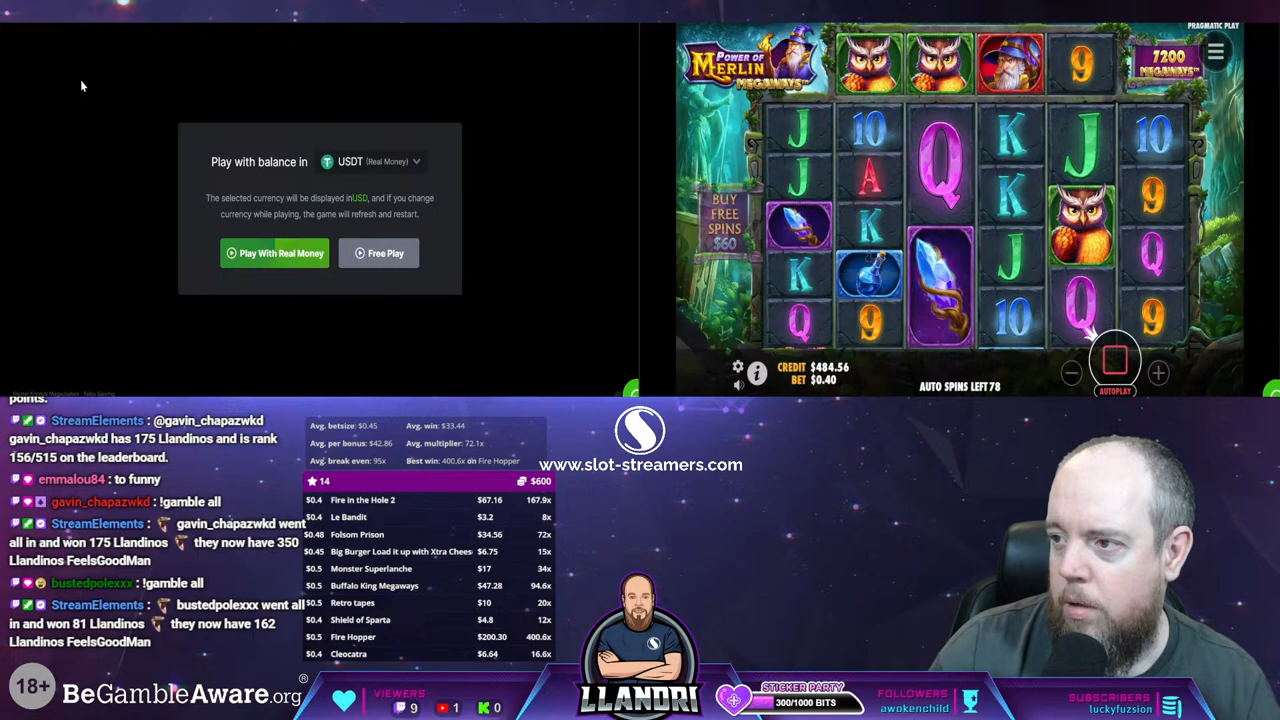 Play with balance in USDT (Real Money)
The selected currency will be displayed inUSD, and if you change
currency while playing, the game will refresh and restart.
Play With Real Money
Free Play
PRAGMATIC PLAY
POWER OF
MERLIN
MEGAWAYS™
9
7200
MEGAWAYS™
J 10 Q K J 10
J A K 9
K J Q
K Q
Q 9 10 9
BUY
FREE
SPINS
$60
CREDIT $484.56
BET $0.40
AUTO SPINS LEFT 78
AUTOPLAY
points.
StreamElements : @gavin_chapazwkd
gavin_chapazwkd has 175 Llandinos and is rank
156/515 on the leaderboard.
emmalou84 : to funny
gavin_chapazwkd : !gamble all
StreamElements : gavin_chapazwkd went
all in and won 175 Llandinos they now have 350
Llandinos FeelsGoodMan
bustedpolexxx : !gamble all
StreamElements : bustedpolexxx went all
in and won 81 Llandinos they now have 162
Llandinos FeelsGoodMan
Avg. betsize: $0.45 Avg. win: $33.44
Avg. per bonus: $42.86 Avg. multiplier: 72.1x
Avg. break even: 95x Best win: 400.6x on Fire Hopper
14 $600
$0.4 Fire in the Hole 2 $67.16 167.9x
$0.4 Le Bandit $3.2 8x
$0.48 Folsom Prison $34.56 72x
$0.45 Big Burger Load it up with Xtra Chees $6.75 15x
$0.5 Monster Superlanche $17 34x
$0.5 Buffalo King Megaways $47.28 94.6x
$0.5 Retro tapes $10 20x
$0.4 Shield of Sparta $4.8 12x
$0.5 Fire Hopper $200.30 400.6x
$0.4 Cleocatra $6.64 16.6x
S
www.slot-streamers.com
LLANDRI
18+
BeGambleAware.org®
VIEWERS
9 1 0
STICKER PARTY
300/1000 BITS
FOLLOWERS
awokenchild
SUBSCRIBERS
luckyfuzsion